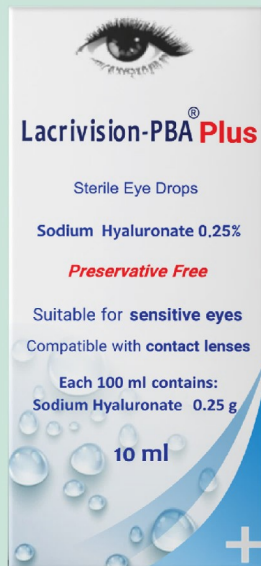 Lacrivision-PBA® Plus
Sterile Eye Drops
Sodium Hyaluronate 0.25%
Preservative Free
Suitable for sensitive eyes
Compatible with contact lenses
Each 100 ml contains:
Sodium Hyaluronate 0.25 g
10 ml